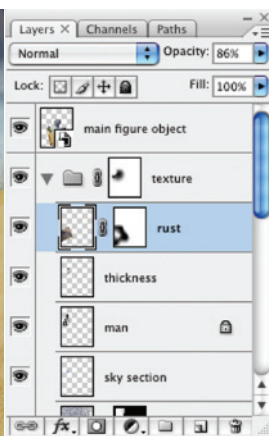 Layers × Channels Paths
Normal Opacity: 86%
Lock: Fill: 100%
main figure object
texture
rust
thickness
man
sky section
fx.